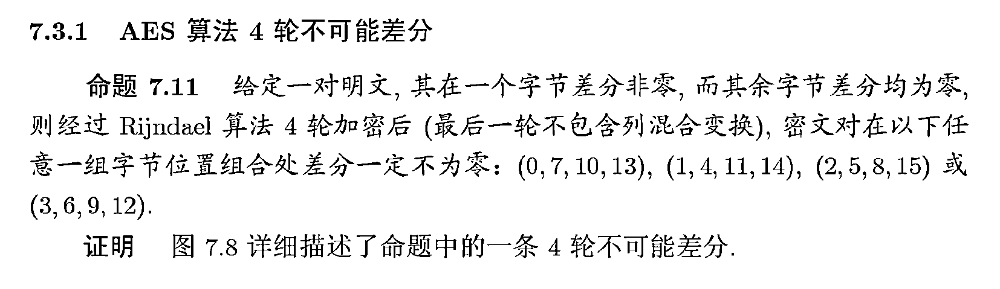 7.3.1 AES 算法 4 轮不可能差分
命题 7.11 给定一对明文, 其在一个字节差分非零, 而其余字节差分均为零,
则经过 Rijndael 算法 4 轮加密后 (最后一轮不包含列混合变换), 密文对在以下任
意一组字节位置组合处差分一定不为零: (0, 7, 10, 13), (1, 4, 11, 14), (2, 5, 8, 15) 或
(3, 6, 9, 12).
证明 图 7.8 详细描述了命题中的一条 4 轮不可能差分.